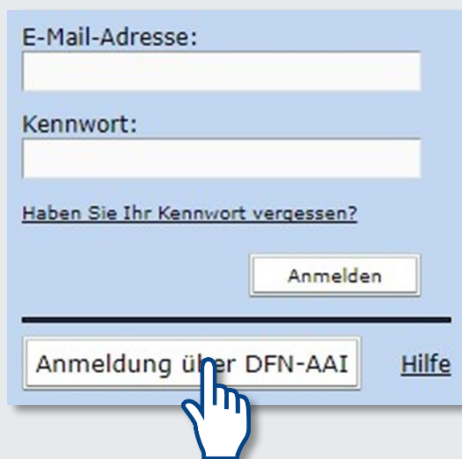 E-Mail-Adresse:
Kennwort:
Haben Sie Ihr Kennwort vergessen?
Anmelden
Anmeldung über DFN-AAI Hilfe